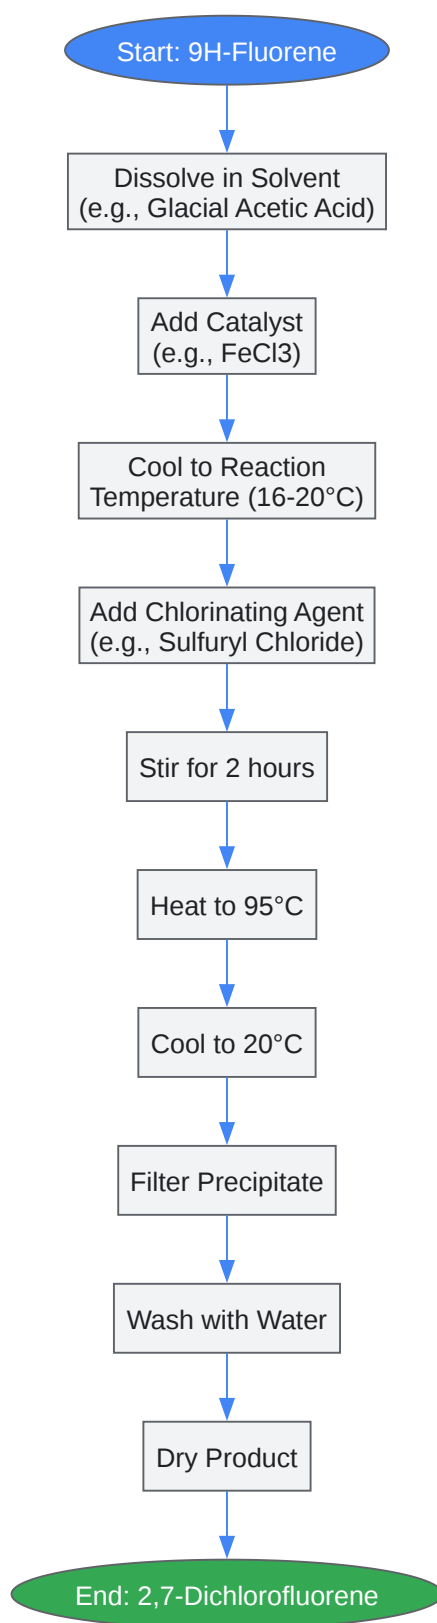 Start: 9H-Fluorene
Dissolve in Solvent
(e.g., Glacial Acetic Acid)
Add Catalyst
(e.g., FeCl3)
Cool to Reaction
Temperature (16-20°C)
Add Chlorinating Agent
(e.g., Sulfuryl Chloride)
Stir for 2 hours
Heat to 95°C
Cool to 20°C
Filter Precipitate
Wash with Water
Dry Product
End: 2,7-Dichlorofluorene